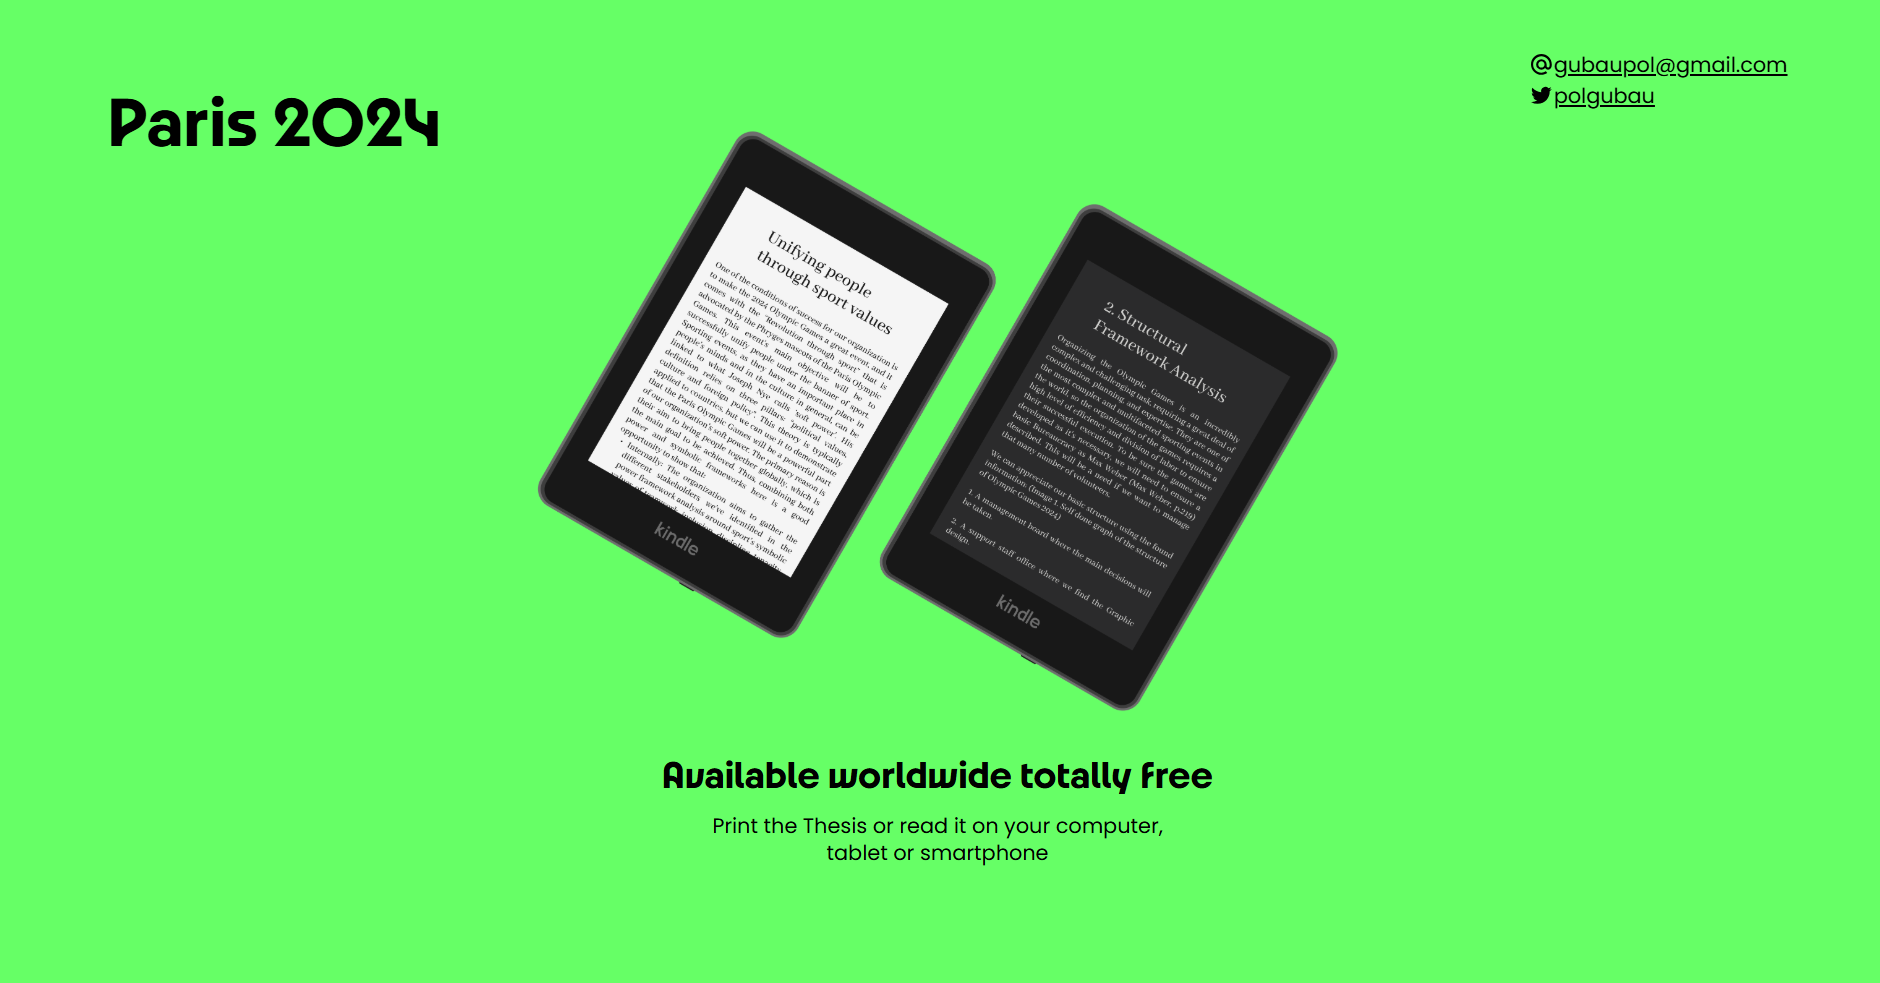 Paris 2024
@gubaupol@gmail.com
polgubau
Unifying people
through sport values
One of the conditions of success for our organization is
to make the 2024 Olympic Games a great event, and it
comes with the "Revolution through sport" that is
advocated by the Phryges mascots of the Paris Olympic
Games. This event's main objective will be to
successfully unify people under the banner of sport.
Sporting events, as they have an important place in
people's minds and in the culture in general, can be
linked to what Joseph Nye calls "soft power". His
definition relies on three pillars: "political values,
culture and foreign policy". This theory is typically
applied to countries, but we can use it to demonstrate
that the Paris Olympic Games will be a powerful part
of our organization's soft power. The primary reason is
their aim to bring people together globally, which is
the main goal to be achieved. Thus, combining both
power and symbolic frameworks here is a good
opportunity to show that:
• Internally: The organization aims to gather the
different stakeholders we've identified in the
power framework analysis around sport's symbolic
kindle
2. Structural
Framework Analysis
Organizing the Olympic Games is an incredibly
complex and challenging task, requiring a great deal of
coordination, planning, and expertise. They are one of
the most complex and multifaceted sporting events in
the world, so the organization of the games requires a
high level of efficiency and division of labor to ensure
their successful execution. To be sure the games are
developed as it's necessary, we will need to ensure a
basic Bureaucracy as Max Weber (Max Weber, p.219)
described. This will be a need if we want to manage
that many number of volunteers.
We can appreciate our basic structure using the found
information. (Image 1. Self done graph of the structure
of Olympic Games 2024)
1. A management board where the main decisions will
be taken.
2. A support staff office where we find the Graphic
design.
kindle
Available worldwide totally free
Print the Thesis or read it on your computer,
tablet or smartphone